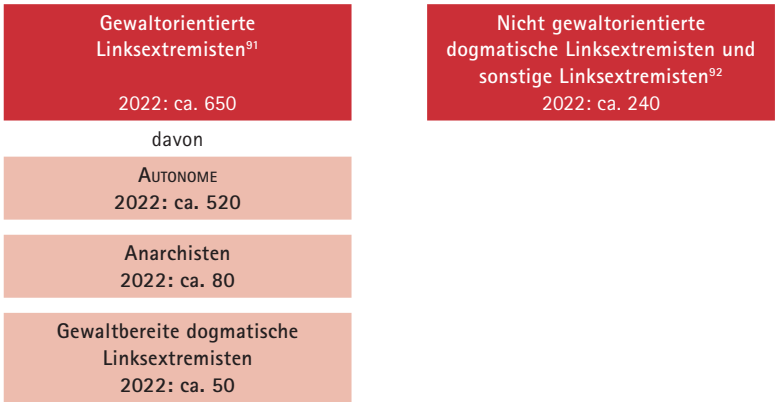 Gewaltorientierte
Linksextremisten⁹¹
2022: ca. 650
davon
AUTONOME
2022: ca. 520
Anarchisten
2022: ca. 80
Gewaltbereite dogmatische
Linksextremisten
2022: ca. 50
Nicht gewaltorientierte
dogmatische Linksextremisten und
sonstige Linksextremisten⁹²
2022: ca. 240